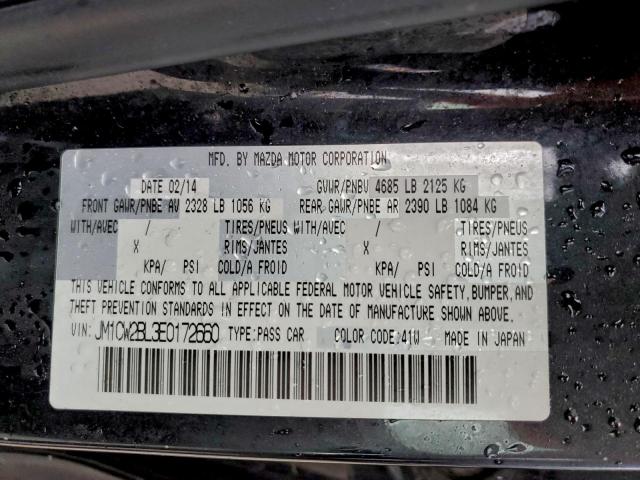 MFD. BY MAZDA MOTOR CORPORATION
DATE 02/14 GVWR/PNBV 4685 LB 2125 KG
FRONT GAWR/PNBE AV 2328 LB 1056 KG REAR GAWR/PNBE AR 2390 LB 1084 KG
WITH/AVEC / TIRES/PNEUS WITH/AVEC / TIRES/PNEUS
X RIMS/JANTES X RIMS/JANTES
KPA/ PSI COLD/A FROID KPA/ PSI COLD/A FROID
THIS VEHICLE CONFORMS TO ALL APPLICABLE FEDERAL MOTOR VEHICLE SAFETY, BUMPER, AND
THEFT PREVENTION STANDARDS IN EFFECT ON THE DATE OF MANUFACTURE SHOWN ABOVE.
VIN: JM1CW2BL3E0172660 TYPE: PASS CAR COLOR CODE: 41W MADE IN JAPAN